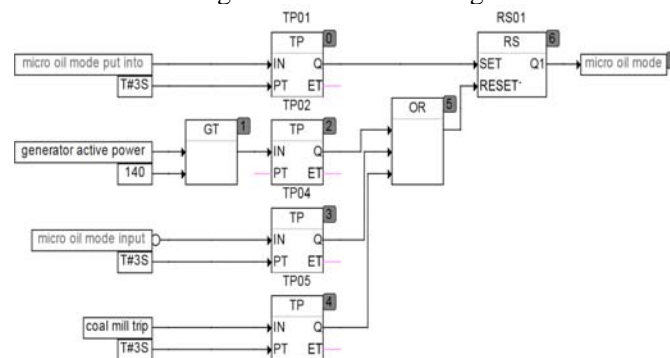 TP01
RS01
TP 0
RS 6
micro oil mode put into
IN Q
SET Q1
micro oil mode
T#3S
PT ET
RESET'
TP02
OR 5
GT 1
TP 2
generator active power
IN Q
140
PT ET
TP04
TP 3
micro oil mode input
IN Q
T#3S
PT ET
TP05
TP 4
coal mill trip
IN Q
T#3S
PT ET